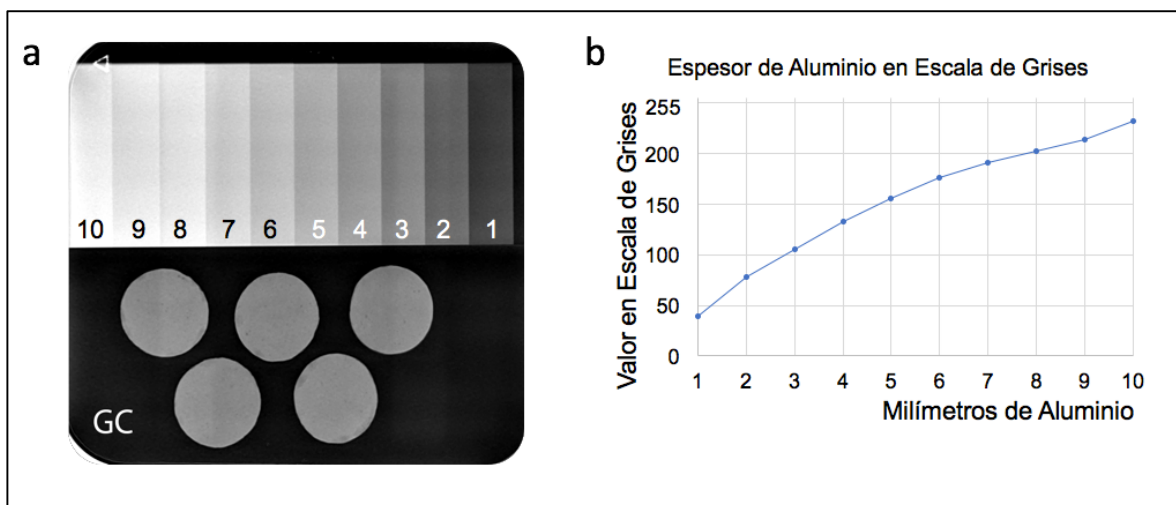 a
10 9 8 7 6 5 4 3 2 1
GC
b
Espesor de Aluminio en Escala de Grises
Valor en Escala de Grises
255
200
150
100
50
0
1 2 3 4 5 6 7 8 9 10
Milímetros de Aluminio